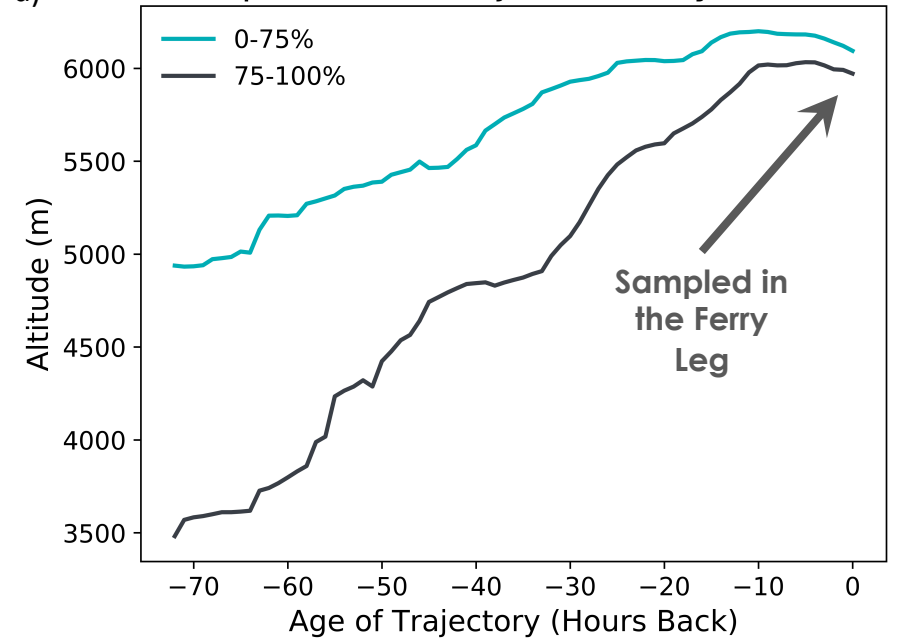 0-75%
75-100%
6000
5500
5000
4500
4000
3500
Altitude (m)
Sampled in
the Ferry
Leg
−70 −60 −50 −40 −30 −20 −10 0
Age of Trajectory (Hours Back)